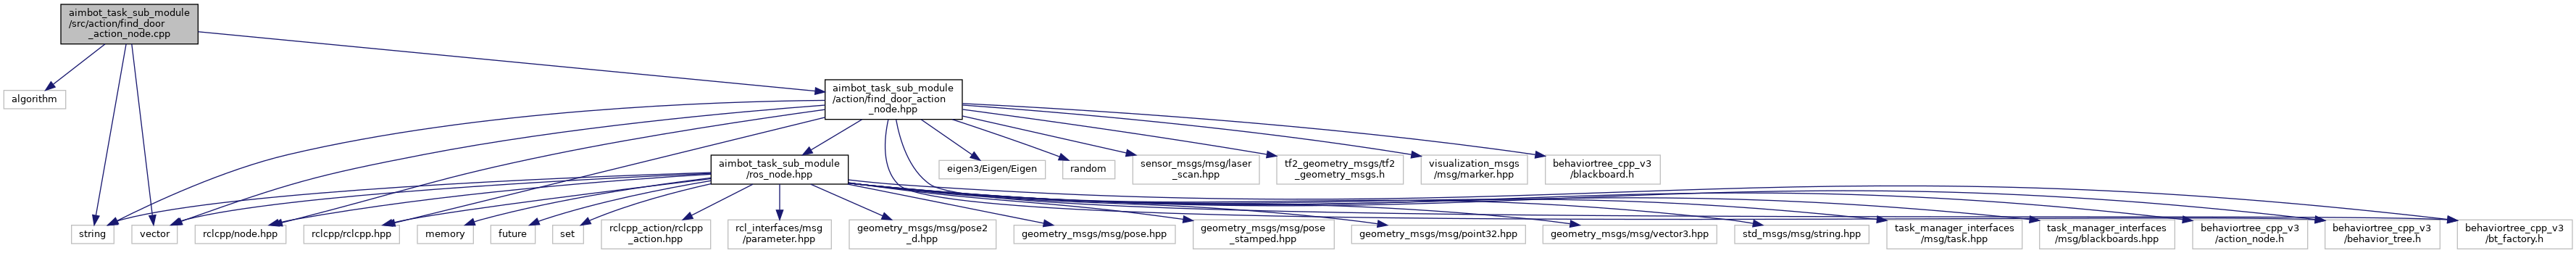 aimbot_task_sub_module
/src/action/find_door
_action_node.cpp
algorithm
aimbot_task_sub_module
/action/find_door_action
_node.hpp
aimbot_task_sub_module
/ros_node.hpp
eigen3/Eigen/Eigen
random
sensor_msgs/msg/laser
_scan.hpp
tf2_geometry_msgs/tf2
_geometry_msgs.h
visualization_msgs
/msg/marker.hpp
behaviortree_cpp_v3
/blackboard.h
string
vector
rclcpp/node.hpp
rclcpp/rclcpp.hpp
memory
future
set
rclcpp_action/rclcpp
_action.hpp
rcl_interfaces/msg
/parameter.hpp
geometry_msgs/msg/pose2
_d.hpp
geometry_msgs/msg/pose.hpp
geometry_msgs/msg/pose
_stamped.hpp
geometry_msgs/msg/point32.hpp
geometry_msgs/msg/vector3.hpp
std_msgs/msg/string.hpp
task_manager_interfaces
/msg/task.hpp
task_manager_interfaces
/msg/blackboards.hpp
behaviortree_cpp_v3
/action_node.h
behaviortree_cpp_v3
/behavior_tree.h
behaviortree_cpp_v3
/bt_factory.h